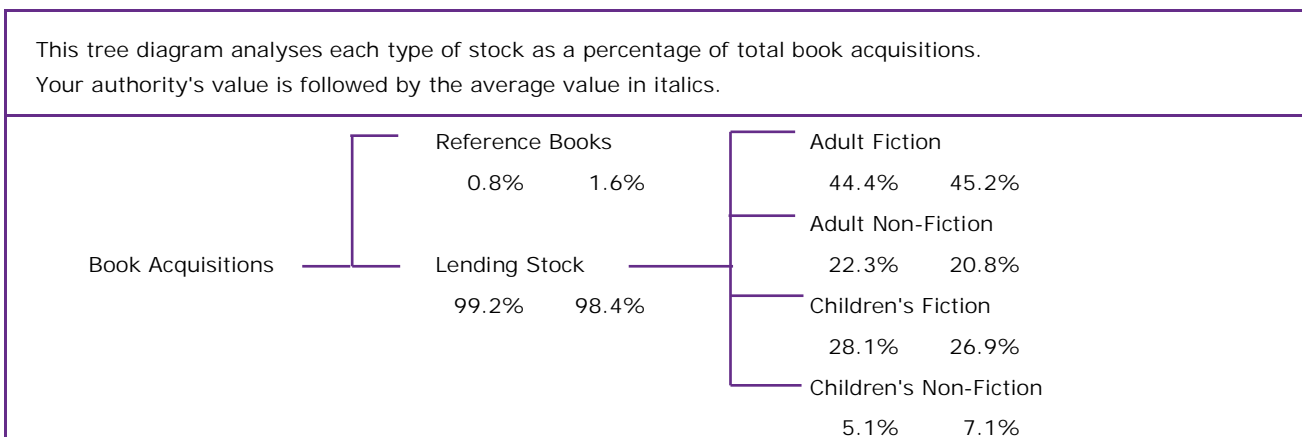 This tree diagram analyses each type of stock as a percentage of total book acquisitions.
Your authority's value is followed by the average value in italics.
Reference Books Adult Fiction
0.8% 1.6% 44.4% 45.2%
Adult Non-Fiction
Book Acquisitions Lending Stock 22.3% 20.8%
99.2% 98.4% Children's Fiction
28.1% 26.9%
Children's Non-Fiction
5.1% 7.1%